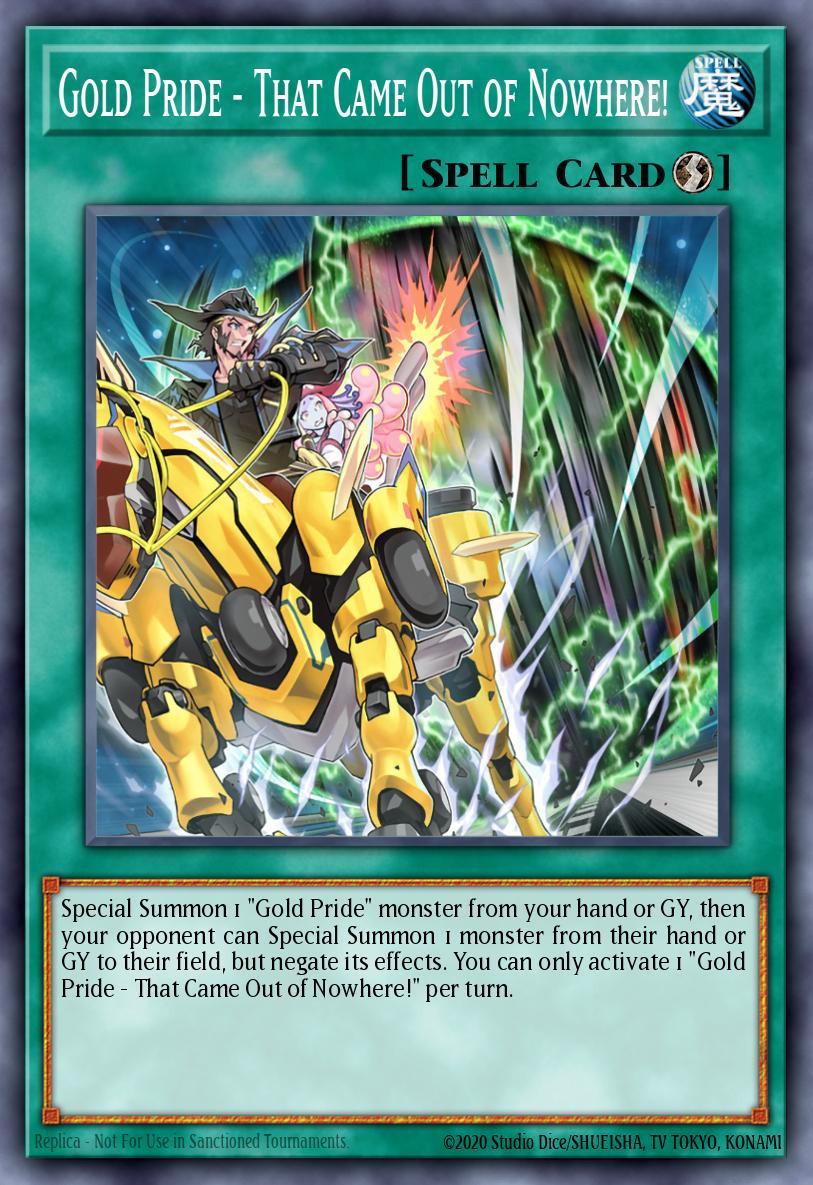 Gold Pride - That Came Out of Nowhere!
SPELL
魔
[Spell Card]
Special Summon 1 "Gold Pride" monster from your hand or GY, then
your opponent can Special Summon 1 monster from their hand or
GY to their field, but negate its effects. You can only activate 1 "Gold
Pride - That Came Out of Nowhere!" per turn.
Replica - Not For Use in Sanctioned Tournaments.
©2020 Studio Dice/SHUEISHA, TV TOKYO, KONAMI